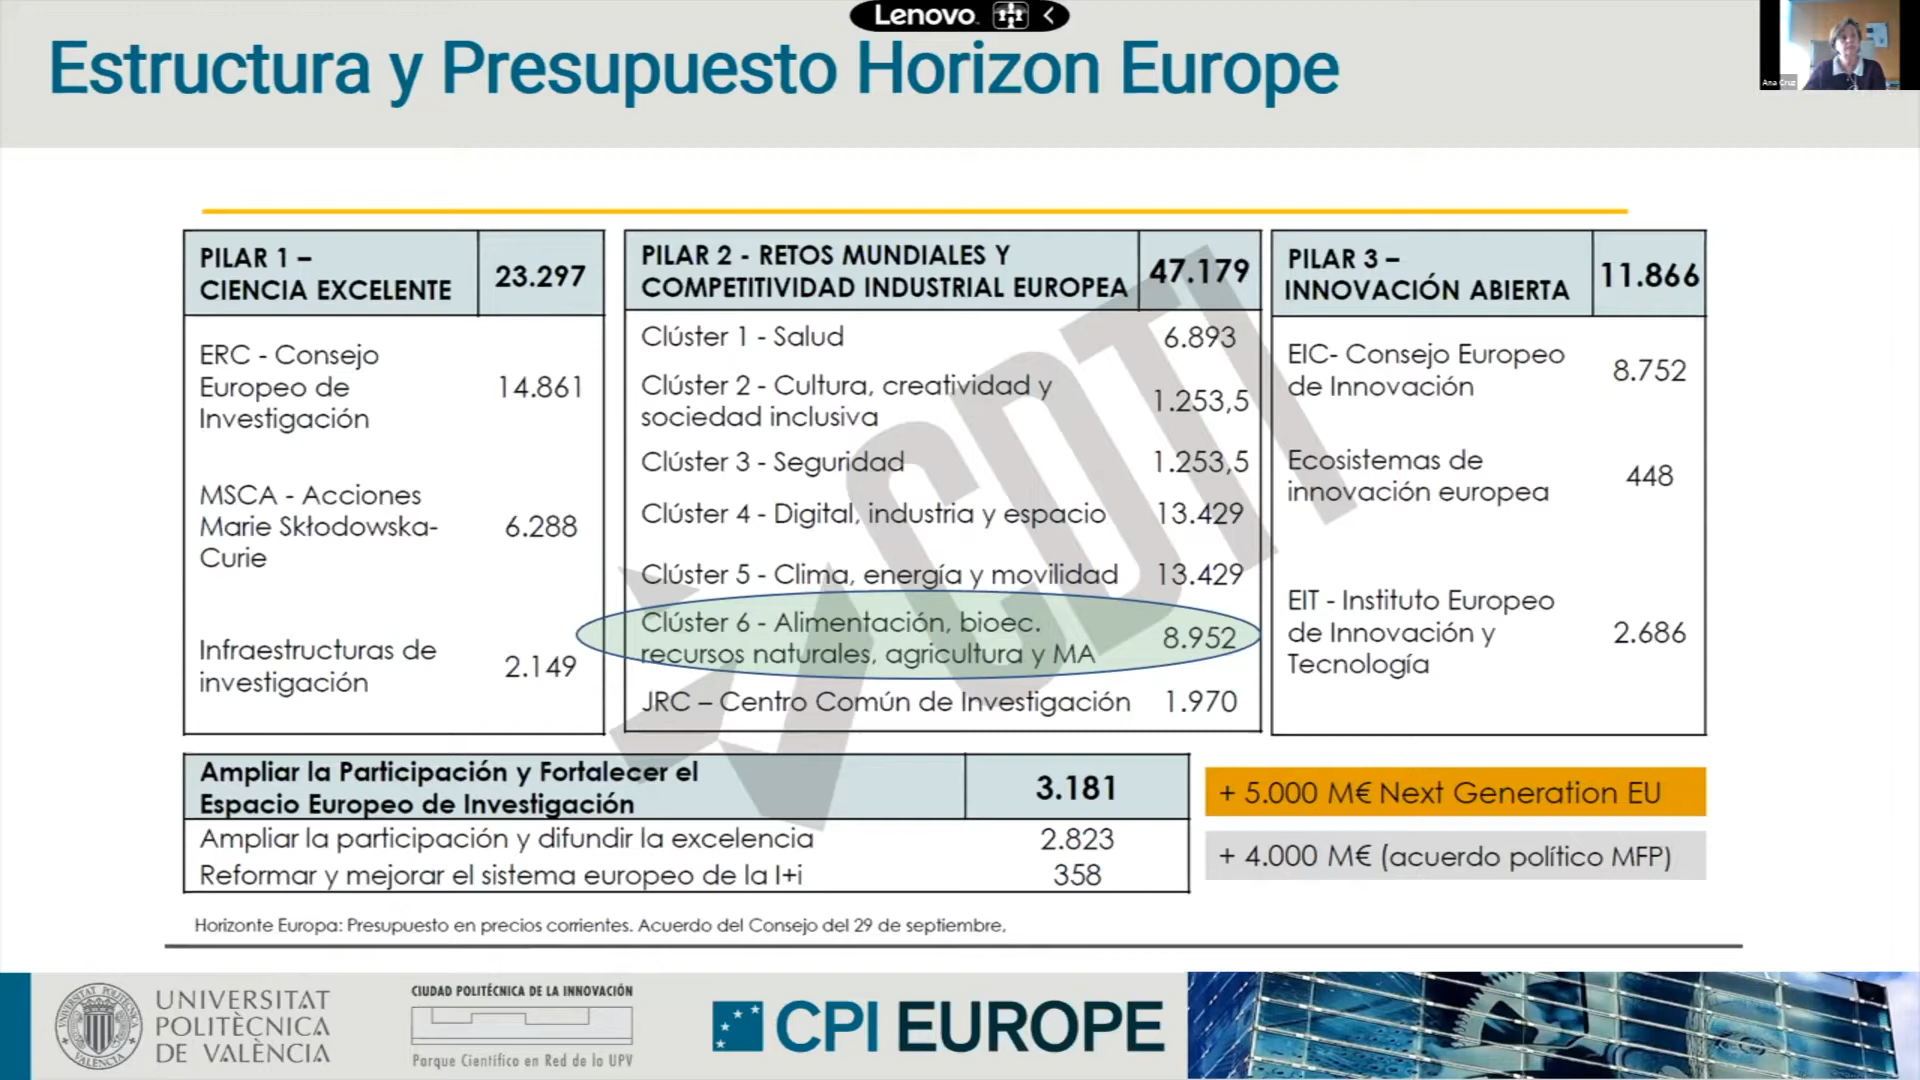 Lenovo
Estructura y Presupuesto Horizon Europe
Ana Cruz
PILAR 1 –
CIENCIA EXCELENTE
23.297
ERC - Consejo
Europeo de
Investigación
14.861
MSCA - Acciones
Marie Skłodowska-
Curie
6.288
Infraestructuras de
investigación
2.149
PILAR 2 - RETOS MUNDIALES Y
COMPETITIVIDAD INDUSTRIAL EUROPEA
47.179
Clúster 1 - Salud
6.893
Clúster 2 - Cultura, creatividad y
sociedad inclusiva
1.253,5
Clúster 3 - Seguridad
1.253,5
Clúster 4 - Digital, industria y espacio
13.429
Clúster 5 - Clima, energía y movilidad
13.429
Clúster 6 - Alimentación, bioec.
recursos naturales, agricultura y MA
8.952
JRC – Centro Común de Investigación
1.970
PILAR 3 –
INNOVACIÓN ABIERTA
11.866
EIC- Consejo Europeo
de Innovación
8.752
Ecosistemas de
innovación europea
448
EIT - Instituto Europeo
de Innovación y
Tecnología
2.686
CDTI
Ampliar la Participación y Fortalecer el
Espacio Europeo de Investigación
3.181
Ampliar la participación y difundir la excelencia
2.823
Reformar y mejorar el sistema europeo de la I+i
358
+ 5.000 M€ Next Generation EU
+ 4.000 M€ (acuerdo político MFP)
Horizonte Europa: Presupuesto en precios corrientes. Acuerdo del Consejo del 29 de septiembre.
UNIVERSITAT
POLITÈCNICA
DE VALÈNCIA
CIUDAD POLITÉCNICA DE LA INNOVACIÓN
Parque Científico en Red de la UPV
CPI EUROPE